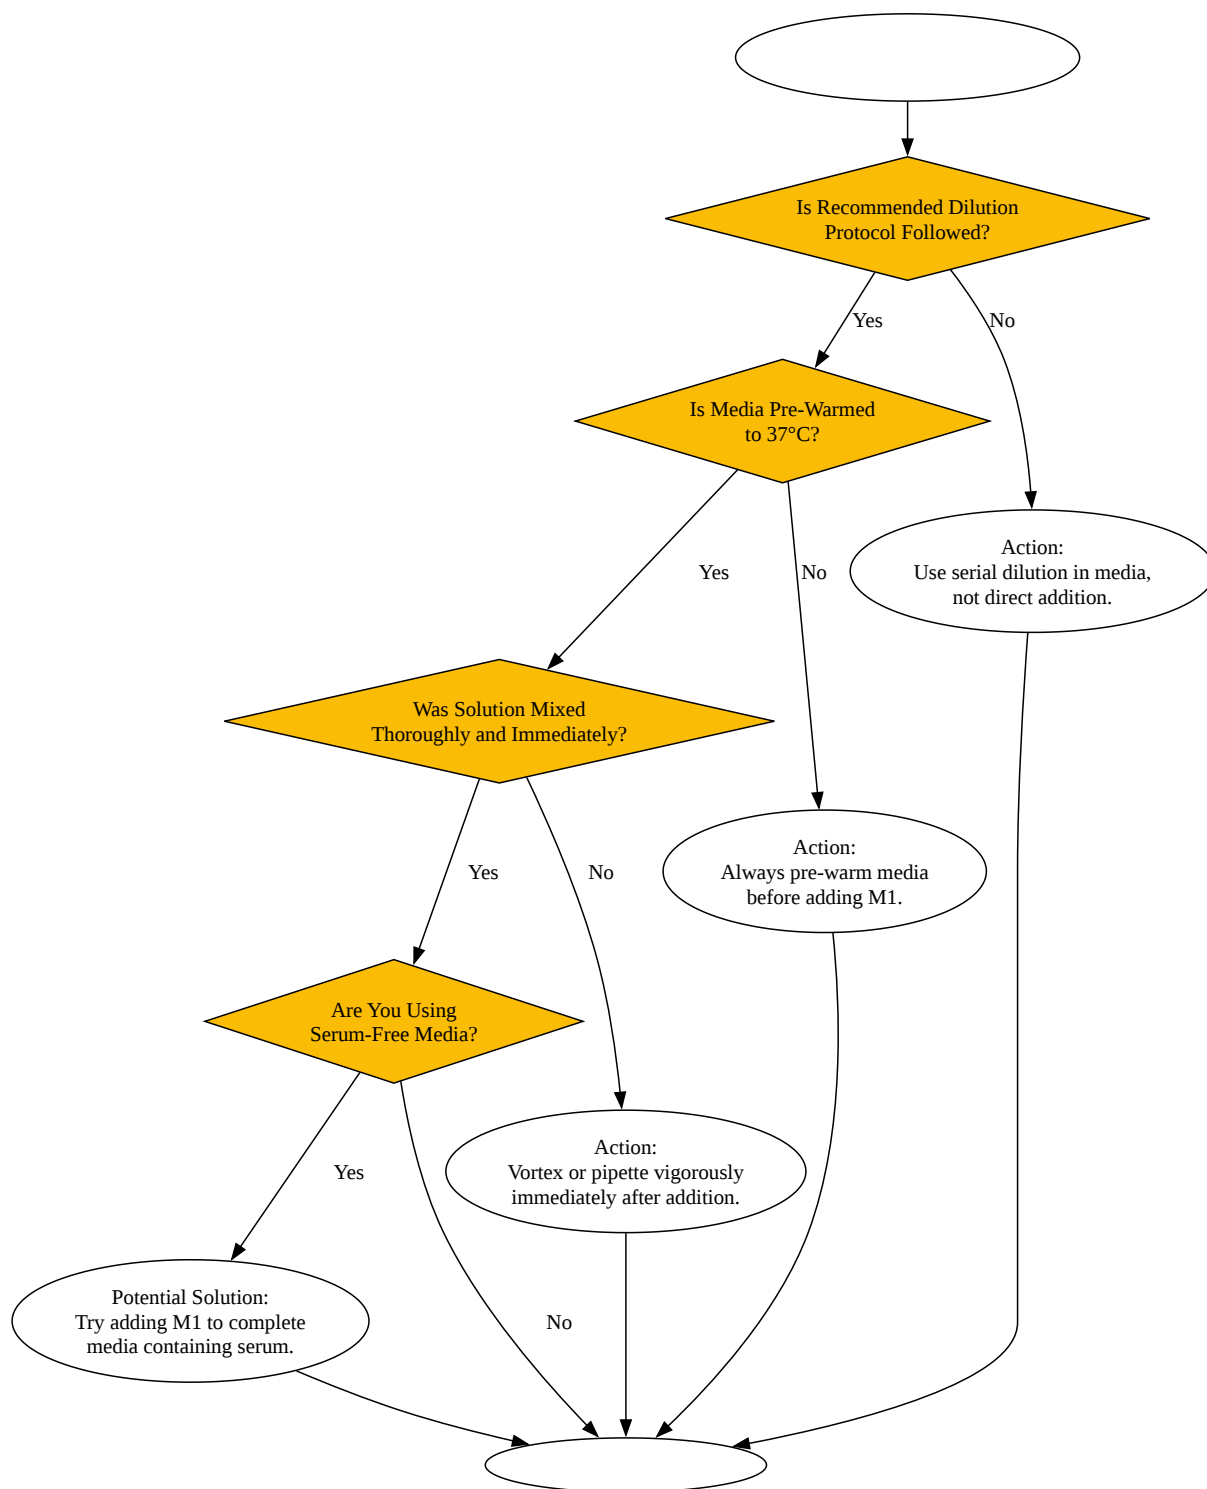 Is Recommended Dilution
Protocol Followed?
Yes
No
Is Media Pre-Warmed
to 37°C?
Action:
Use serial dilution in media,
not direct addition.
Yes
No
Was Solution Mixed
Thoroughly and Immediately?
Action:
Always pre-warm media
before adding M1.
Yes
No
Are You Using
Serum-Free Media?
Action:
Vortex or pipette vigorously
immediately after addition.
Yes
No
Potential Solution:
Try adding M1 to complete
media containing serum.